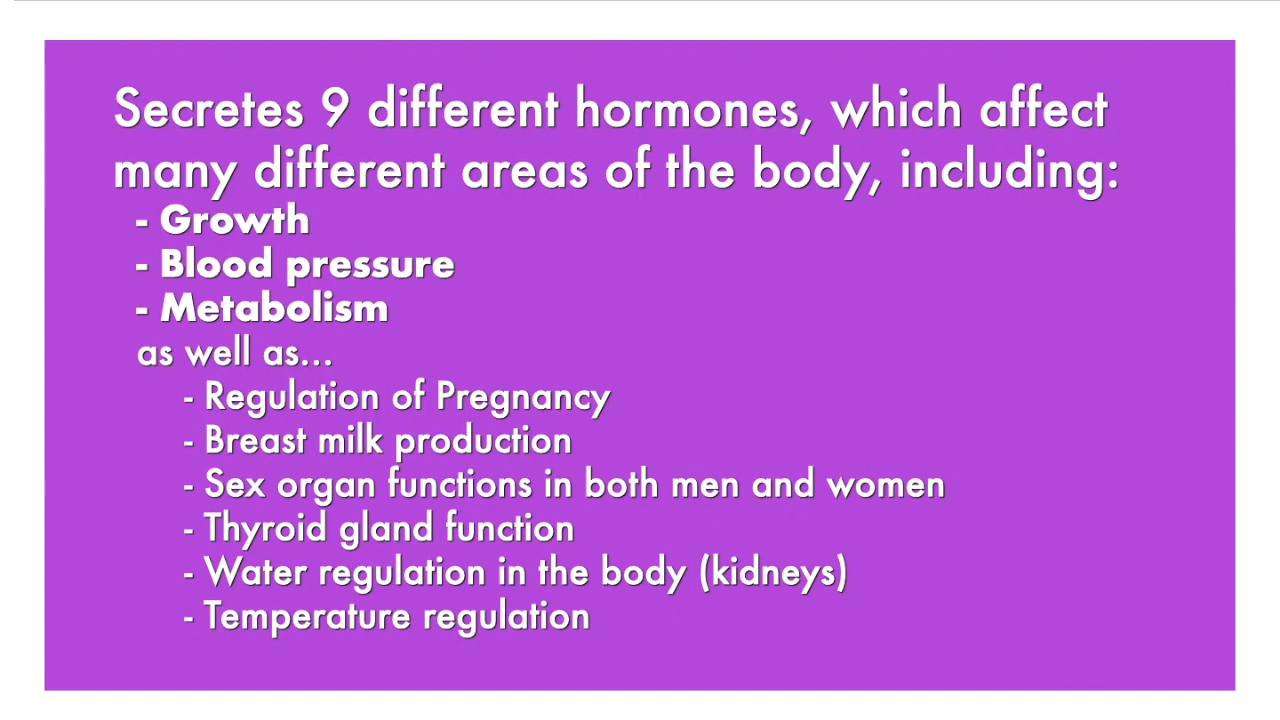 Secretes 9 different hormones, which affect
many different areas of the body, including:
- Growth
- Blood pressure
- Metabolism
as well as...
- Regulation of Pregnancy
- Breast milk production
- Sex organ functions in both men and women
- Thyroid gland function
- Water regulation in the body (kidneys)
- Temperature regulation